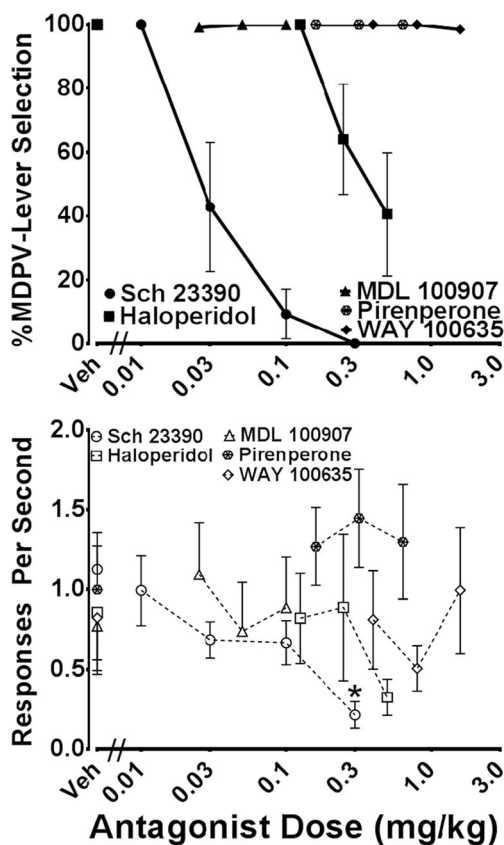 %MDPV-Lever Selection
100
80
60
40
20
0
Sch 23390
Haloperidol
MDL 100907
Pirenperone
WAY 100635
Veh
0.01
0.03
0.1
0.3
1.0
3.0
Responses Per Second
2.0
1.5
1.0
0.5
0.0
Sch 23390
Haloperidol
MDL 100907
Pirenperone
WAY 100635
*
Veh
0.01
0.03
0.1
0.3
1.0
3.0
Antagonist Dose (mg/kg)